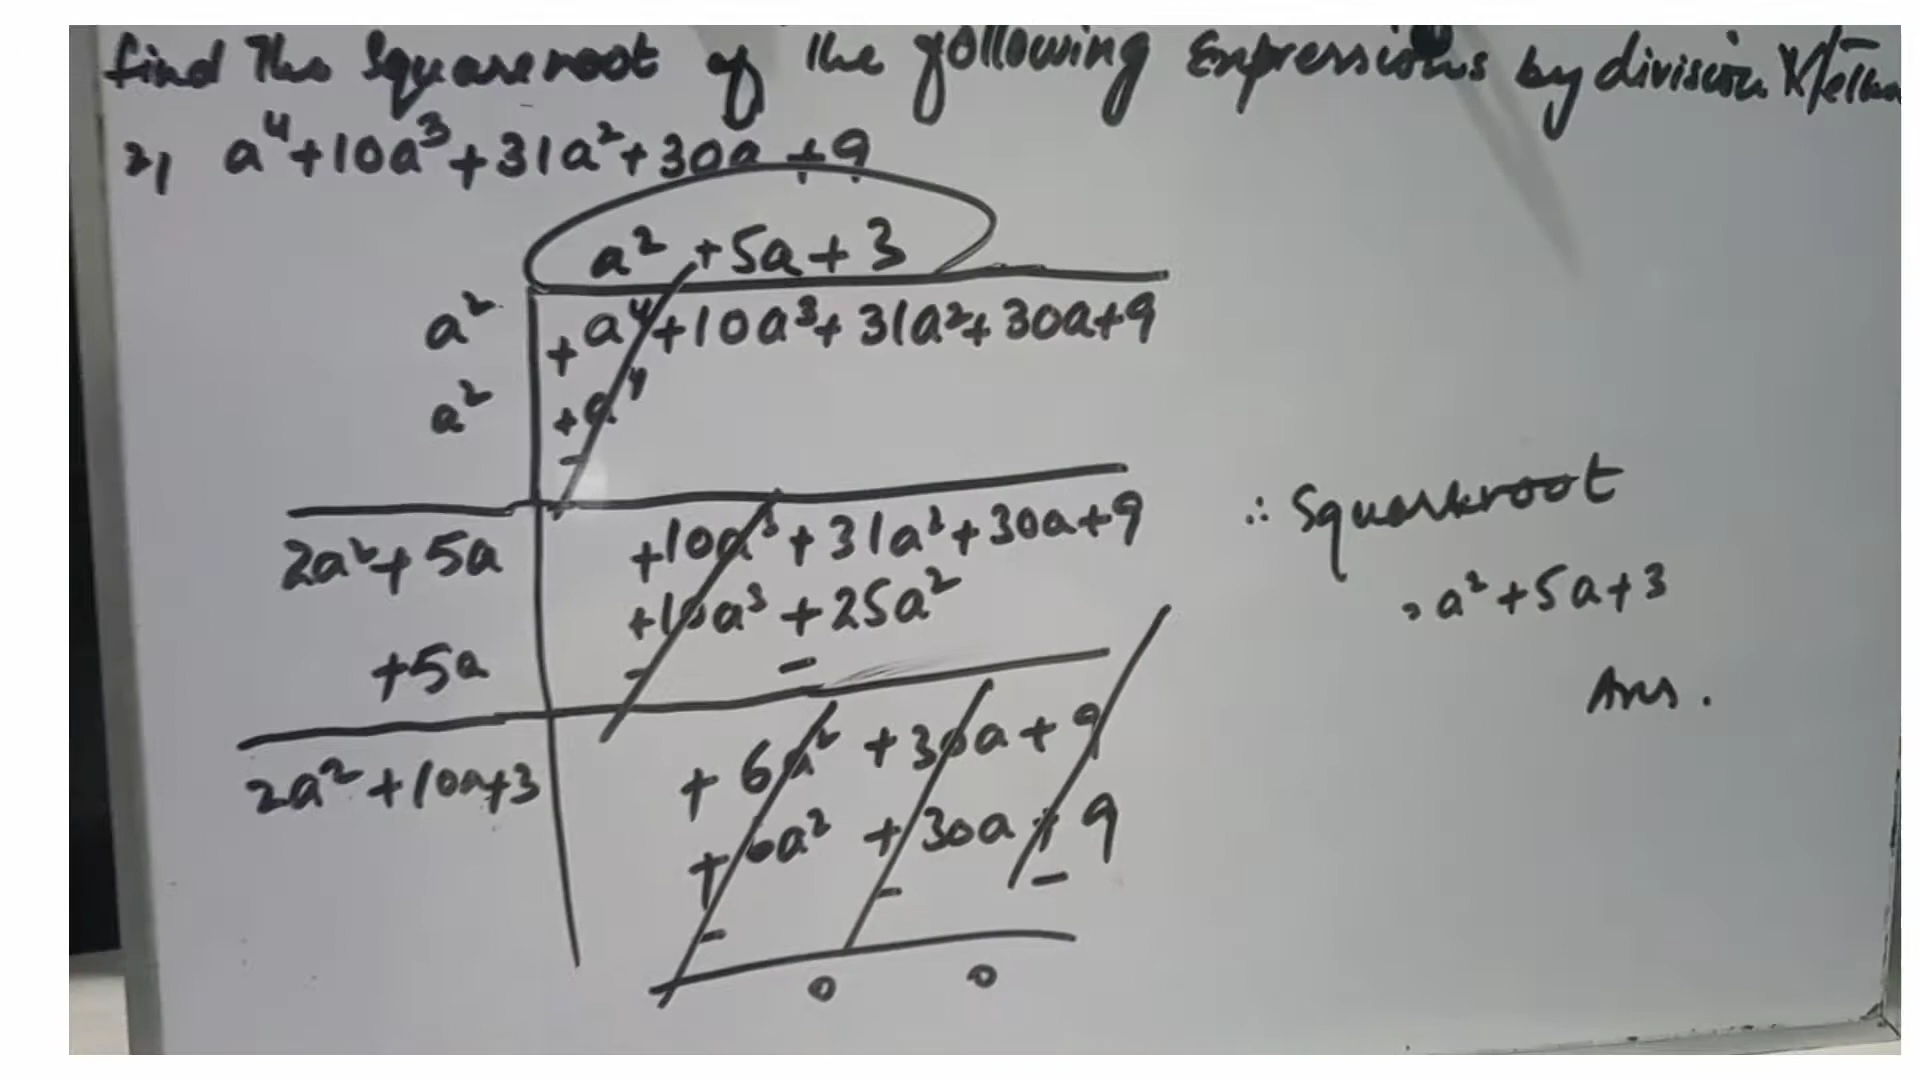 find The Squareroot of the following Expressions by division Metho
2) a⁴+10a³+31a²+30a+9
a²+5a+3
a² +a⁴+10a³+31a²+30a+9
a² +a⁴
-
2a²+5a +10a³+31a²+30a+9
+5a +10a³+25a²
- -
2a²+10a+3 +6a²+30a+9
+6a²+30a+9
- - -
0 0
∴ Squareroot
= a²+5a+3
Ans.